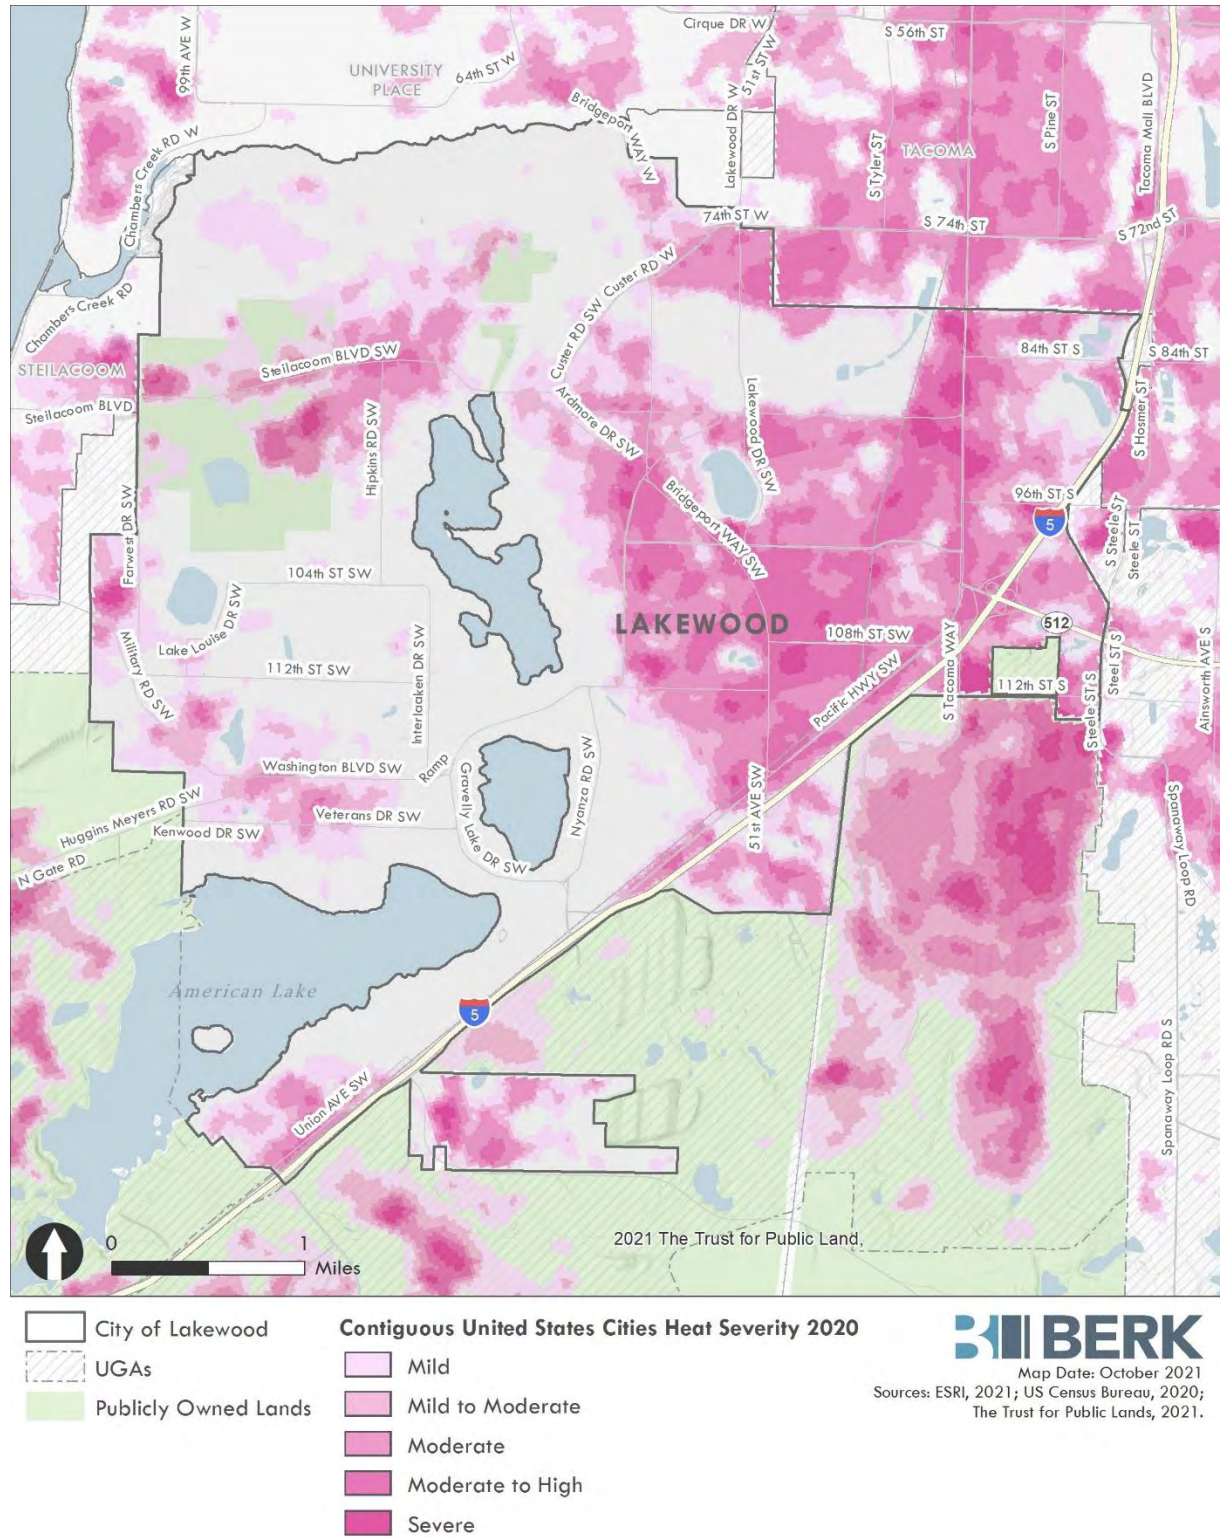 Cirque DR W
S 56th ST
99th AVE W
UNIVERSITY
PLACE
64th ST W
51st ST W
Bridgeport WAY W
Lakewood DR W
S Tyler ST
S Pine ST
Tacoma Mall BLVD
TACOMA
Chambers Creek RD W
74th ST W
S 74th ST
S 72nd ST
Custer RD W
Chambers Creek RD
Custer RD SW
STEILACOOM
Steilacoom BLVD SW
84th ST S
S 84th ST
Steilacoom BLVD
Ardmore DR SW
Lakewood DR SW
S Hosmer ST
Hipkins RD SW
Bridgeport WAY SW
96th ST S
5
Farwest DR SW
S Steele ST
Steele ST
104th ST SW
LAKEWOOD
108th ST SW
512
Lake Louise DR SW
Military RD SW
112th ST SW
Interlaaken DR SW
Pacific HWY SW
S Tacoma WAY
112th ST S
Steele ST S
Steel ST S
Ainsworth AVE S
Washington BLVD SW
Ramp
Gravelly Lake DR SW
Nyanza RD SW
51st AVE SW
Huggins Meyers RD SW
Veterans DR SW
Kenwood DR SW
N Gate RD
Spanaway Loop RD
American Lake
5
Union AVE SW
Spanaway Loop RD S
2021 The Trust for Public Land,
0 1
Miles
City of Lakewood
UGAs
Publicly Owned Lands
Contiguous United States Cities Heat Severity 2020
Mild
Mild to Moderate
Moderate
Moderate to High
Severe
BERK
Map Date: October 2021
Sources: ESRI, 2021; US Census Bureau, 2020;
The Trust for Public Lands, 2021.